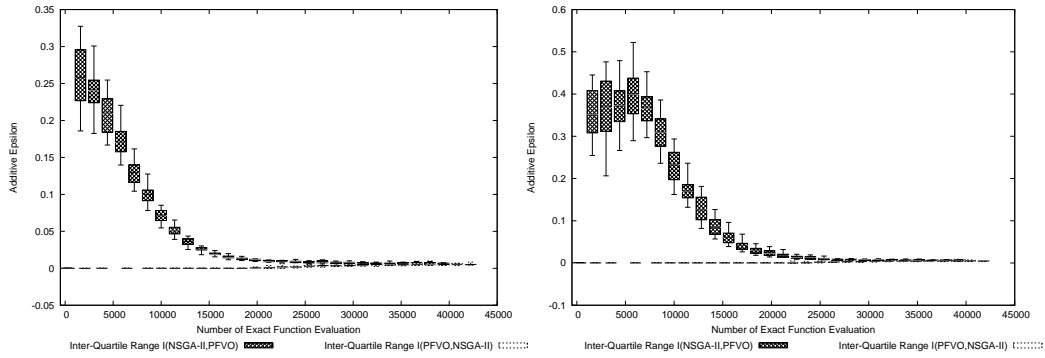 0.35
0.3
0.25
0.2
0.15
0.1
0.05
0
-0.05
Additive Epsilon
0 5000 10000 15000 20000 25000 30000 35000 40000 45000
Number of Exact Function Evaluation
Inter-Quartile Range I(NSGA-II,PFVO) Inter-Quartile Range I(PFVO,NSGA-II)
0.6
0.5
0.4
0.3
0.2
0.1
0
-0.1
Additive Epsilon
0 5000 10000 15000 20000 25000 30000 35000 40000 45000
Number of Exact Function Evaluation
Inter-Quartile Range I(NSGA-II,PFVO) Inter-Quartile Range I(PFVO,NSGA-II)